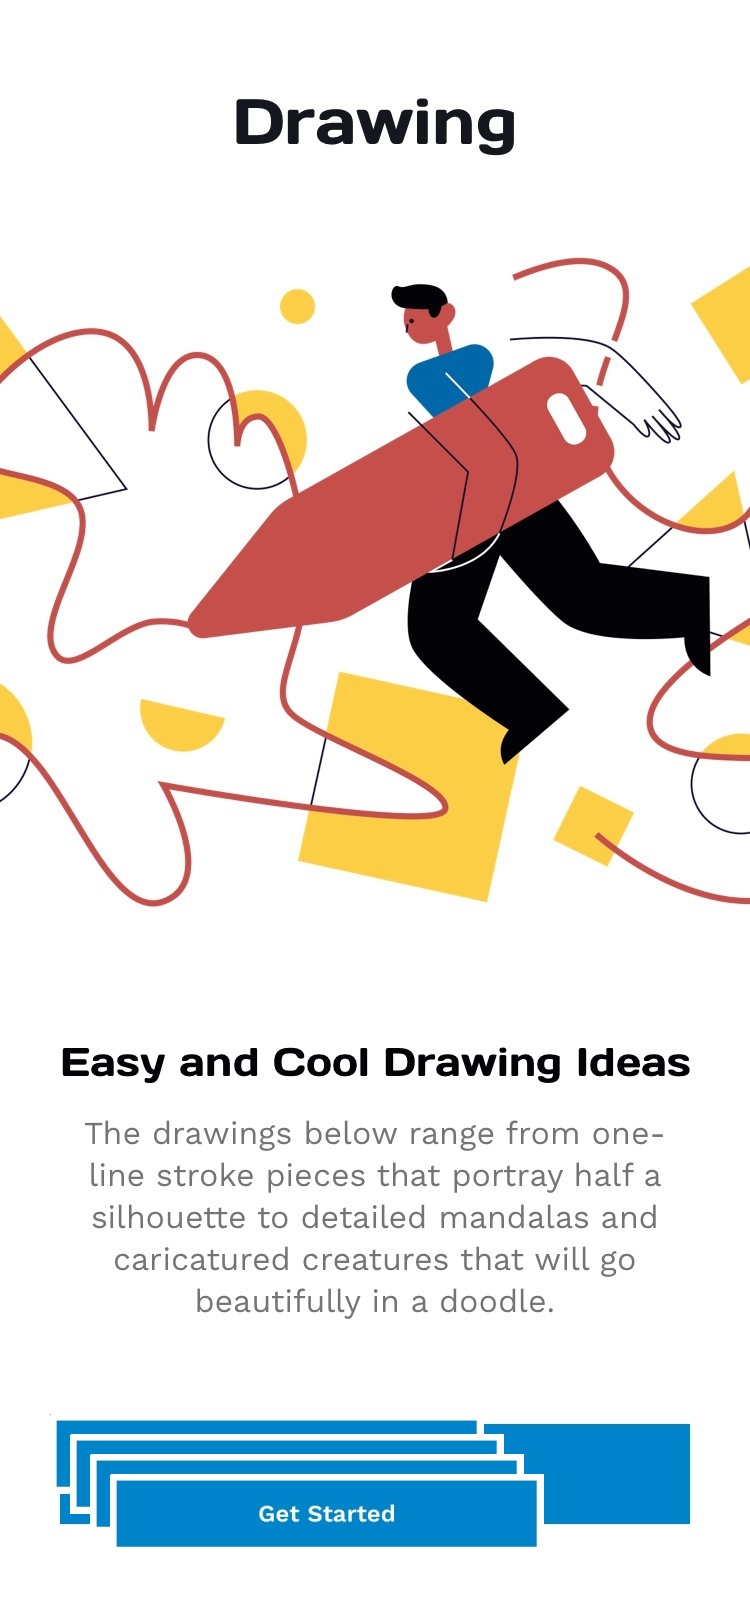 Drawing
Easy and Cool Drawing Ideas
The drawings below range from one-
line stroke pieces that portray half a
silhouette to detailed mandalas and
caricatured creatures that will go
beautifully in a doodle.
Get Started